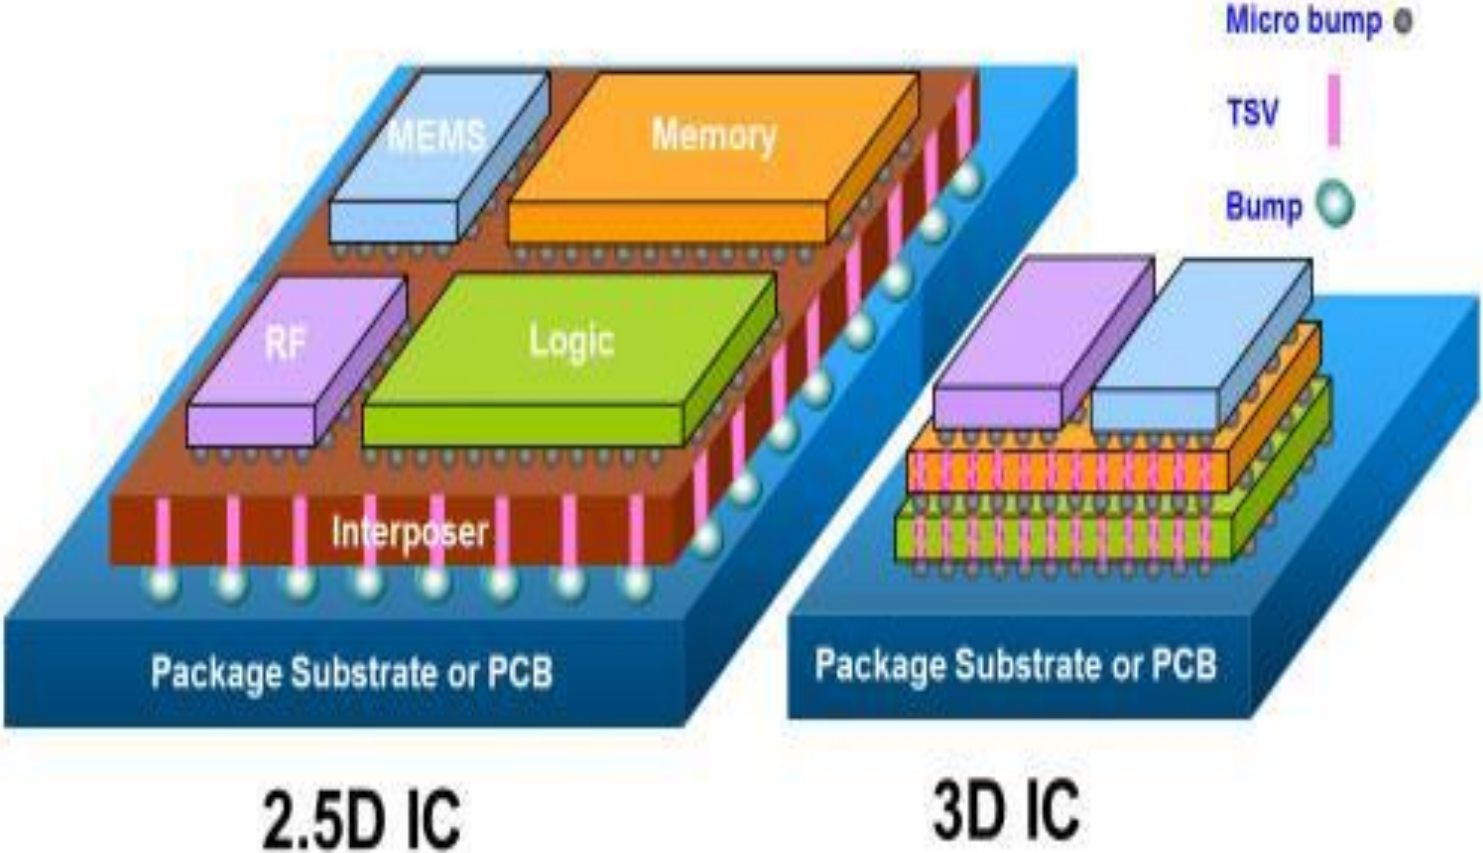 Micro bump
TSV
Bump
MEMS
Memory
RF
Logic
Interposer
Package Substrate or PCB
Package Substrate or PCB
2.5D IC
3D IC